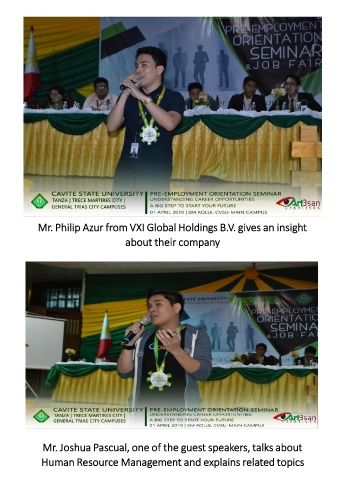 PRE-EMPLOYMENT
ORIENTATION
SEMINAR
& JOB FAIR
CAVITE STATE UNIVERSITY
TANZA | TRECE MARTIRES CITY |
GENERAL TRIAS CITY CAMPUSES
PRE-EMPLOYMENT ORIENTATION SEMINAR
UNDERSTANDING CAREER OPPORTUNITIES:
A BIG STEP TO START YOUR FUTURE
01 APRIL 2019 | SM ROLLE, CVSU-MAIN CAMPUS
Art3san
Mr. Philip Azur from VXI Global Holdings B.V. gives an insight
about their company
STATE UNIVERSITY
PRE-EMPLOYMENT
ORIENTATION
SEMINAR
& JOB FAIR
CAVITE STATE UNIVERSITY
TANZA | TRECE MARTIRES CITY |
GENERAL TRIAS CITY CAMPUSES
PRE-EMPLOYMENT ORIENTATION SEMINAR
UNDERSTANDING CAREER OPPORTUNITIES:
A BIG STEP TO START YOUR FUTURE
01 APRIL 2019 | SM ROLLE, CVSU-MAIN CAMPUS
Art3san
Mr. Joshua Pascual, one of the guest speakers, talks about
Human Resource Management and explains related topics